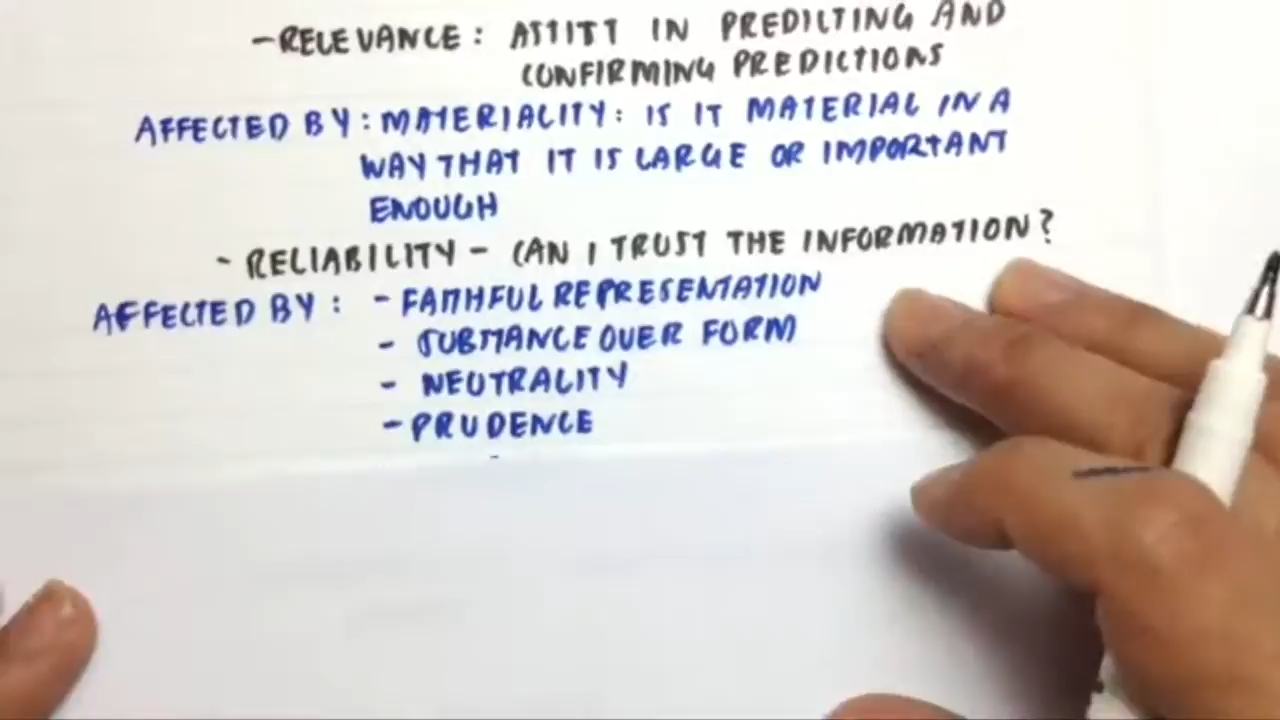 - RELEVANCE: ASSIST IN PREDICTING AND
CONFIRMING PREDICTIONS
AFFECTED BY: MATERIALITY: IS IT MATERIAL IN A
WAY THAT IT IS LARGE OR IMPORTANT
ENOUGH
- RELIABILITY - CAN I TRUST THE INFORMATION?
AFFECTED BY: - FAITHFUL REPRESENTATION
- SUBSTANCE OVER FORM
- NEUTRALITY
- PRUDENCE